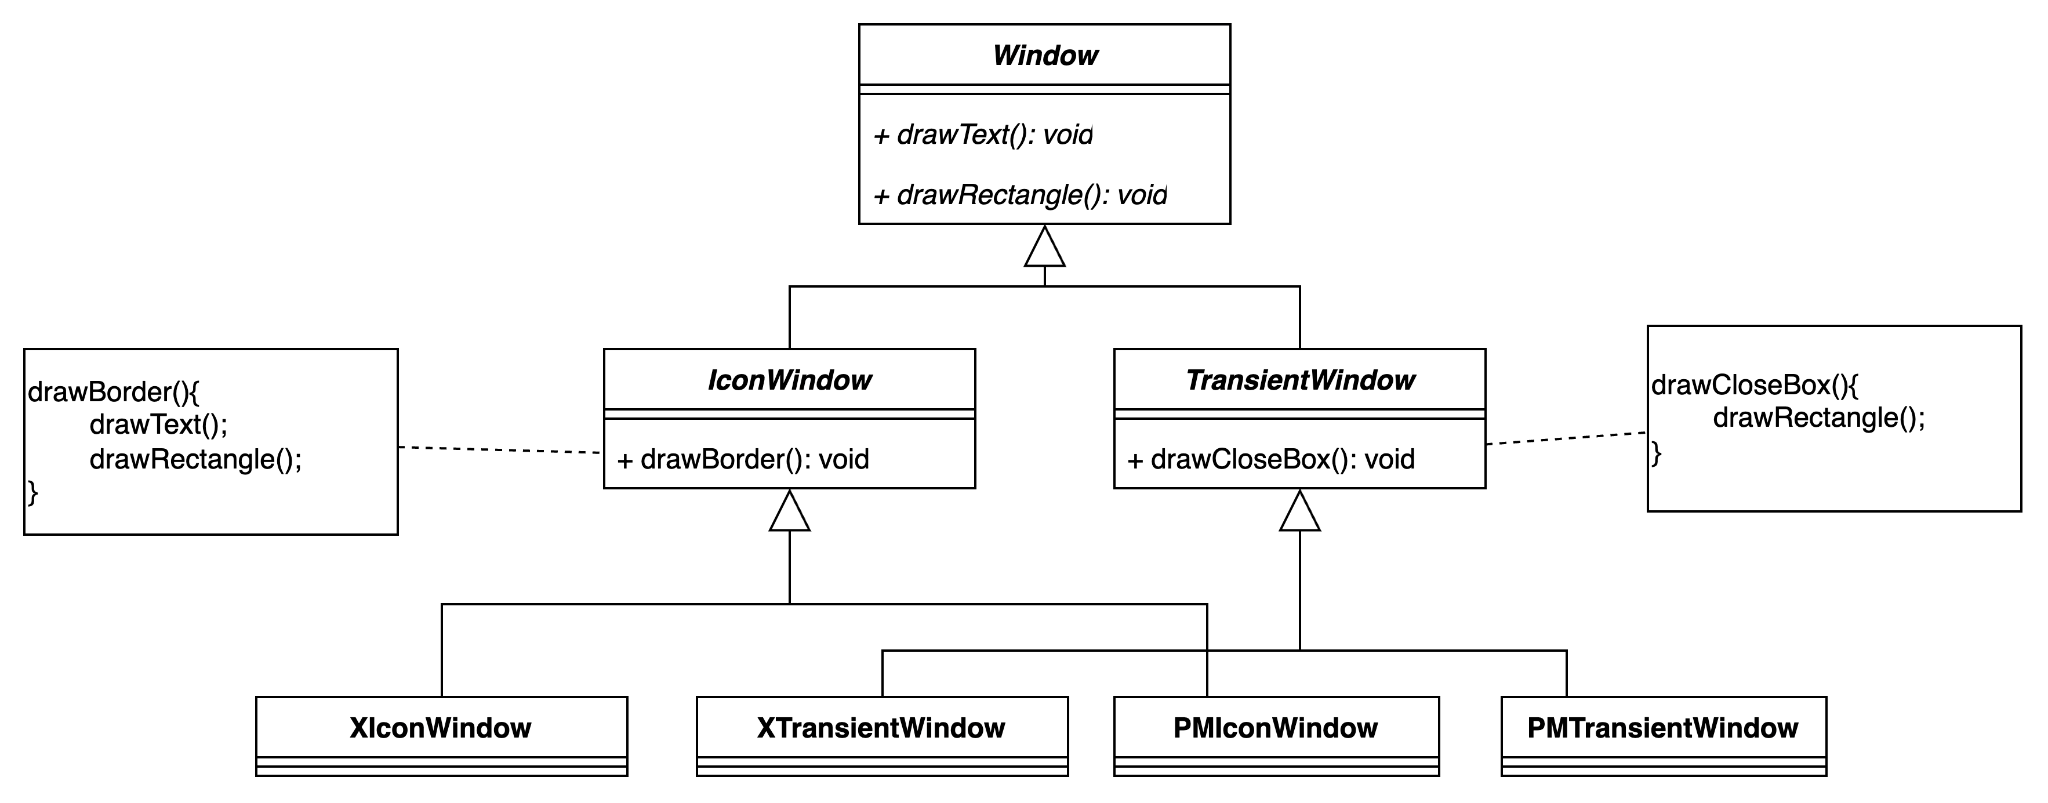 Window
+ drawText(): void
+ drawRectangle(): void
drawBorder(){
drawText();
drawRectangle();
}
IconWindow
+ drawBorder(): void
TransientWindow
+ drawCloseBox(): void
drawCloseBox(){
drawRectangle();
}
XIconWindow
XTransientWindow
PMIconWindow
PMTransientWindow